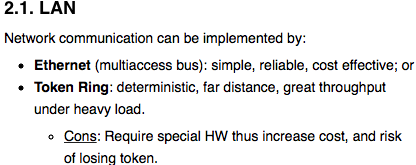 2.1. LAN
Network communication can be implemented by:
• Ethernet (multiaccess bus): simple, reliable, cost effective; or
• Token Ring: deterministic, far distance, great throughput
under heavy load.
◦ Cons: Require special HW thus increase cost, and risk
of losing token.